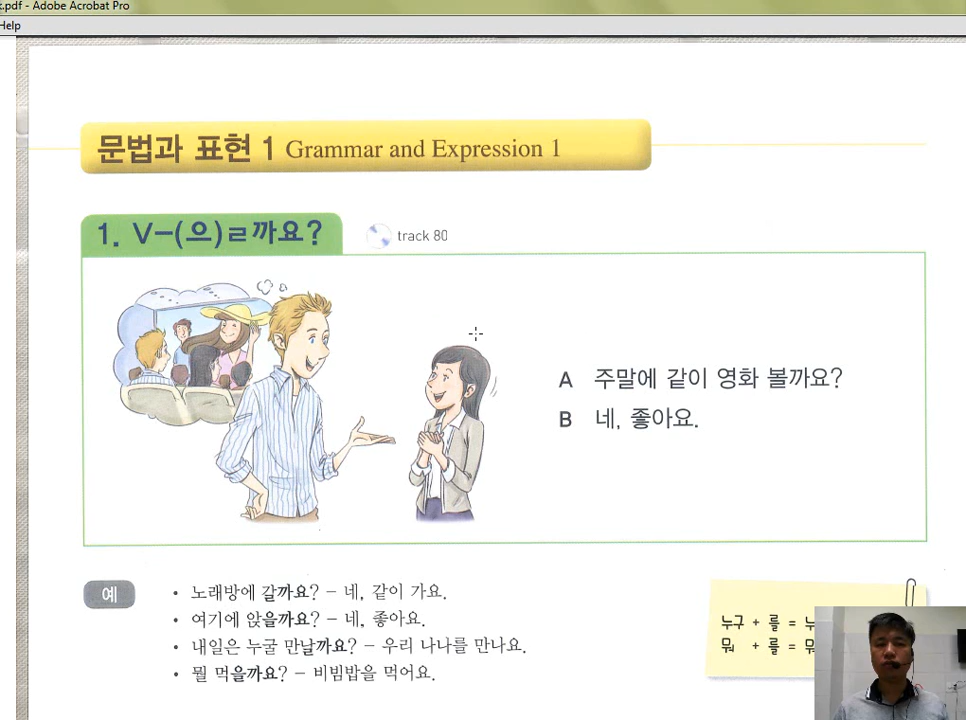 .pdf - Adobe Acrobat Pro
Help
문법과 표현 1 Grammar and Expression 1
1. V-(으)ㄹ까요?
track 80
A 주말에 같이 영화 볼까요?
B 네, 좋아요.
예
• 노래방에 갈까요? – 네, 같이 가요.
• 여기에 앉을까요? – 네, 좋아요.
• 내일은 누굴 만날까요? – 우리 나나를 만나요.
• 뭘 먹을까요? – 비빔밥을 먹어요.
누구 + 를 =
뭐 + 를 =